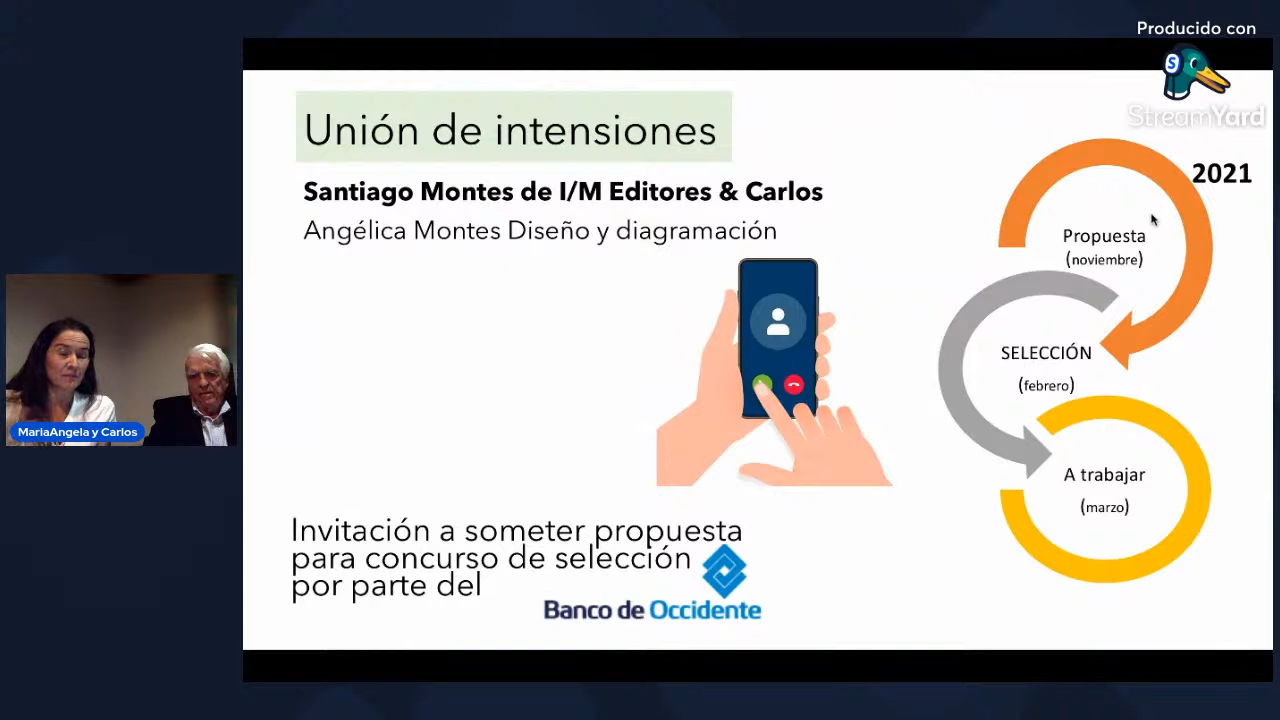 Producido con
S
StreamYard
Unión de intensiones
Santiago Montes de I/M Editores & Carlos
Angélica Montes Diseño y diagramación
2021
Propuesta
(noviembre)
SELECCIÓN
(febrero)
A trabajar
(marzo)
MariaAngela y Carlos
Invitación a someter propuesta
para concurso de selección
por parte del
Banco de Occidente